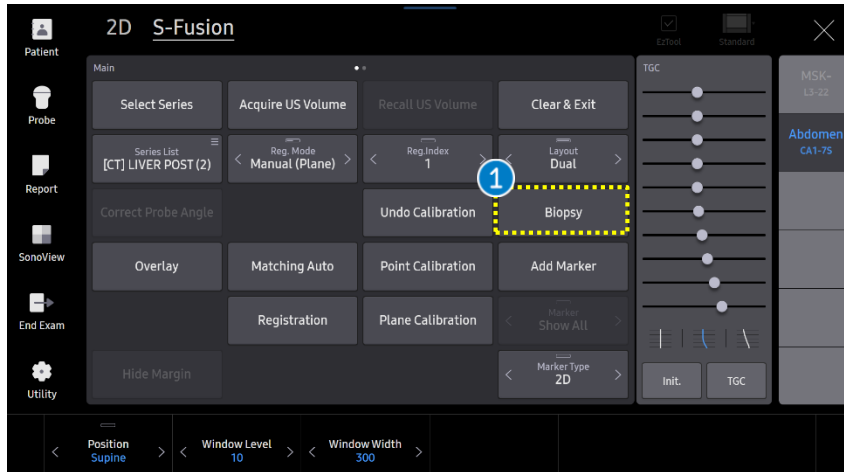 2D S-Fusion
EzTool
Standard
Patient
Probe
Report
SonoView
End Exam
Utility
Main
Select Series
Acquire US Volume
Recall US Volume
Clear & Exit
Series List
[CT] LIVER POST (2)
Reg. Mode
< Manual (Plane) >
Reg.Index
< 1 >
Layout
< Dual >
1
Correct Probe Angle
Undo Calibration
Biopsy
Overlay
Matching Auto
Point Calibration
Add Marker
Registration
Plane Calibration
Marker
< Show All >
Hide Margin
Marker Type
< 2D >
TGC
Init.
TGC
MSK-
L3-22
Abdomen
CA1-7S
Position
< Supine >
Window Level
< 10 >
Window Width
< 300 >